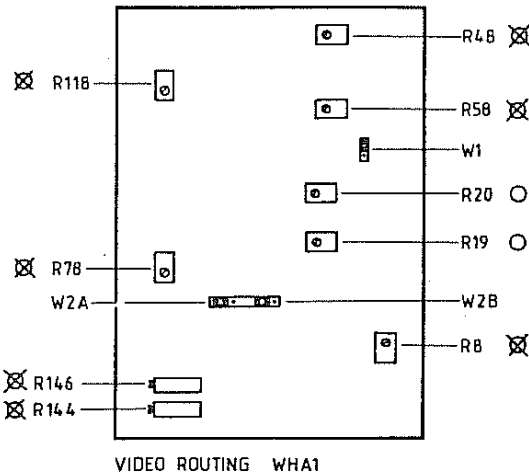 R48
R118
R58
W1
R20
R19
R78
W2A
W2B
R8
R146
R144
VIDEO ROUTING WHA1